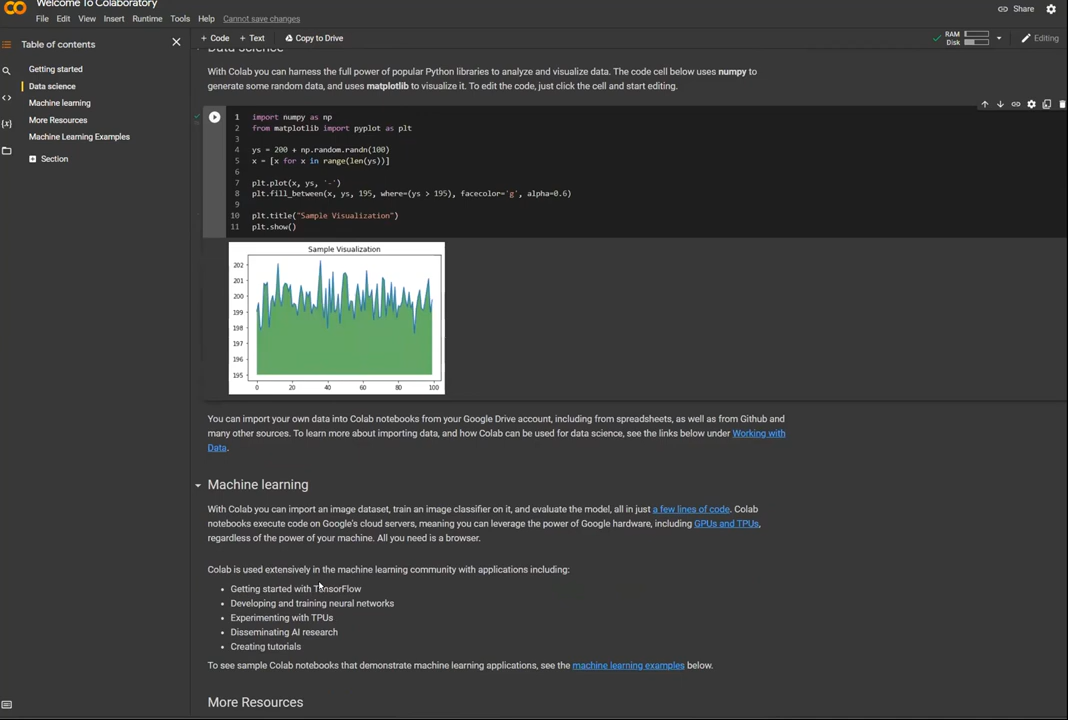 Welcome To Colaboratory
File Edit View Insert Runtime Tools Help Cannot save changes
Share
Table of contents
+ Code + Text Copy to Drive
RAM
Disk
Editing
Getting started
Data science
Machine learning
More Resources
Machine Learning Examples
Section
Data science
With Colab you can harness the full power of popular Python libraries to analyze and visualize data. The code cell below uses numpy to
generate some random data, and uses matplotlib to visualize it. To edit the code, just click the cell and start editing.
1 import numpy as np
2 from matplotlib import pyplot as plt
3
4 ys = 200 + np.random.randn(100)
5 x = [x for x in range(len(ys))]
6
7 plt.plot(x, ys, '-')
8 plt.fill_between(x, ys, 195, where=(ys > 195), facecolor='g', alpha=0.6)
9
10 plt.title("Sample Visualization")
11 plt.show()
Sample Visualization
202
201
200
199
198
197
196
195
0 20 40 60 80 100
You can import your own data into Colab notebooks from your Google Drive account, including from spreadsheets, as well as from Github and
many other sources. To learn more about importing data, and how Colab can be used for data science, see the links below under Working with
Data.
Machine learning
With Colab you can import an image dataset, train an image classifier on it, and evaluate the model, all in just a few lines of code. Colab
notebooks execute code on Google's cloud servers, meaning you can leverage the power of Google hardware, including GPUs and TPUs,
regardless of the power of your machine. All you need is a browser.
Colab is used extensively in the machine learning community with applications including:
• Getting started with TensorFlow
• Developing and training neural networks
• Experimenting with TPUs
• Disseminating AI research
• Creating tutorials
To see sample Colab notebooks that demonstrate machine learning applications, see the machine learning examples below.
More Resources